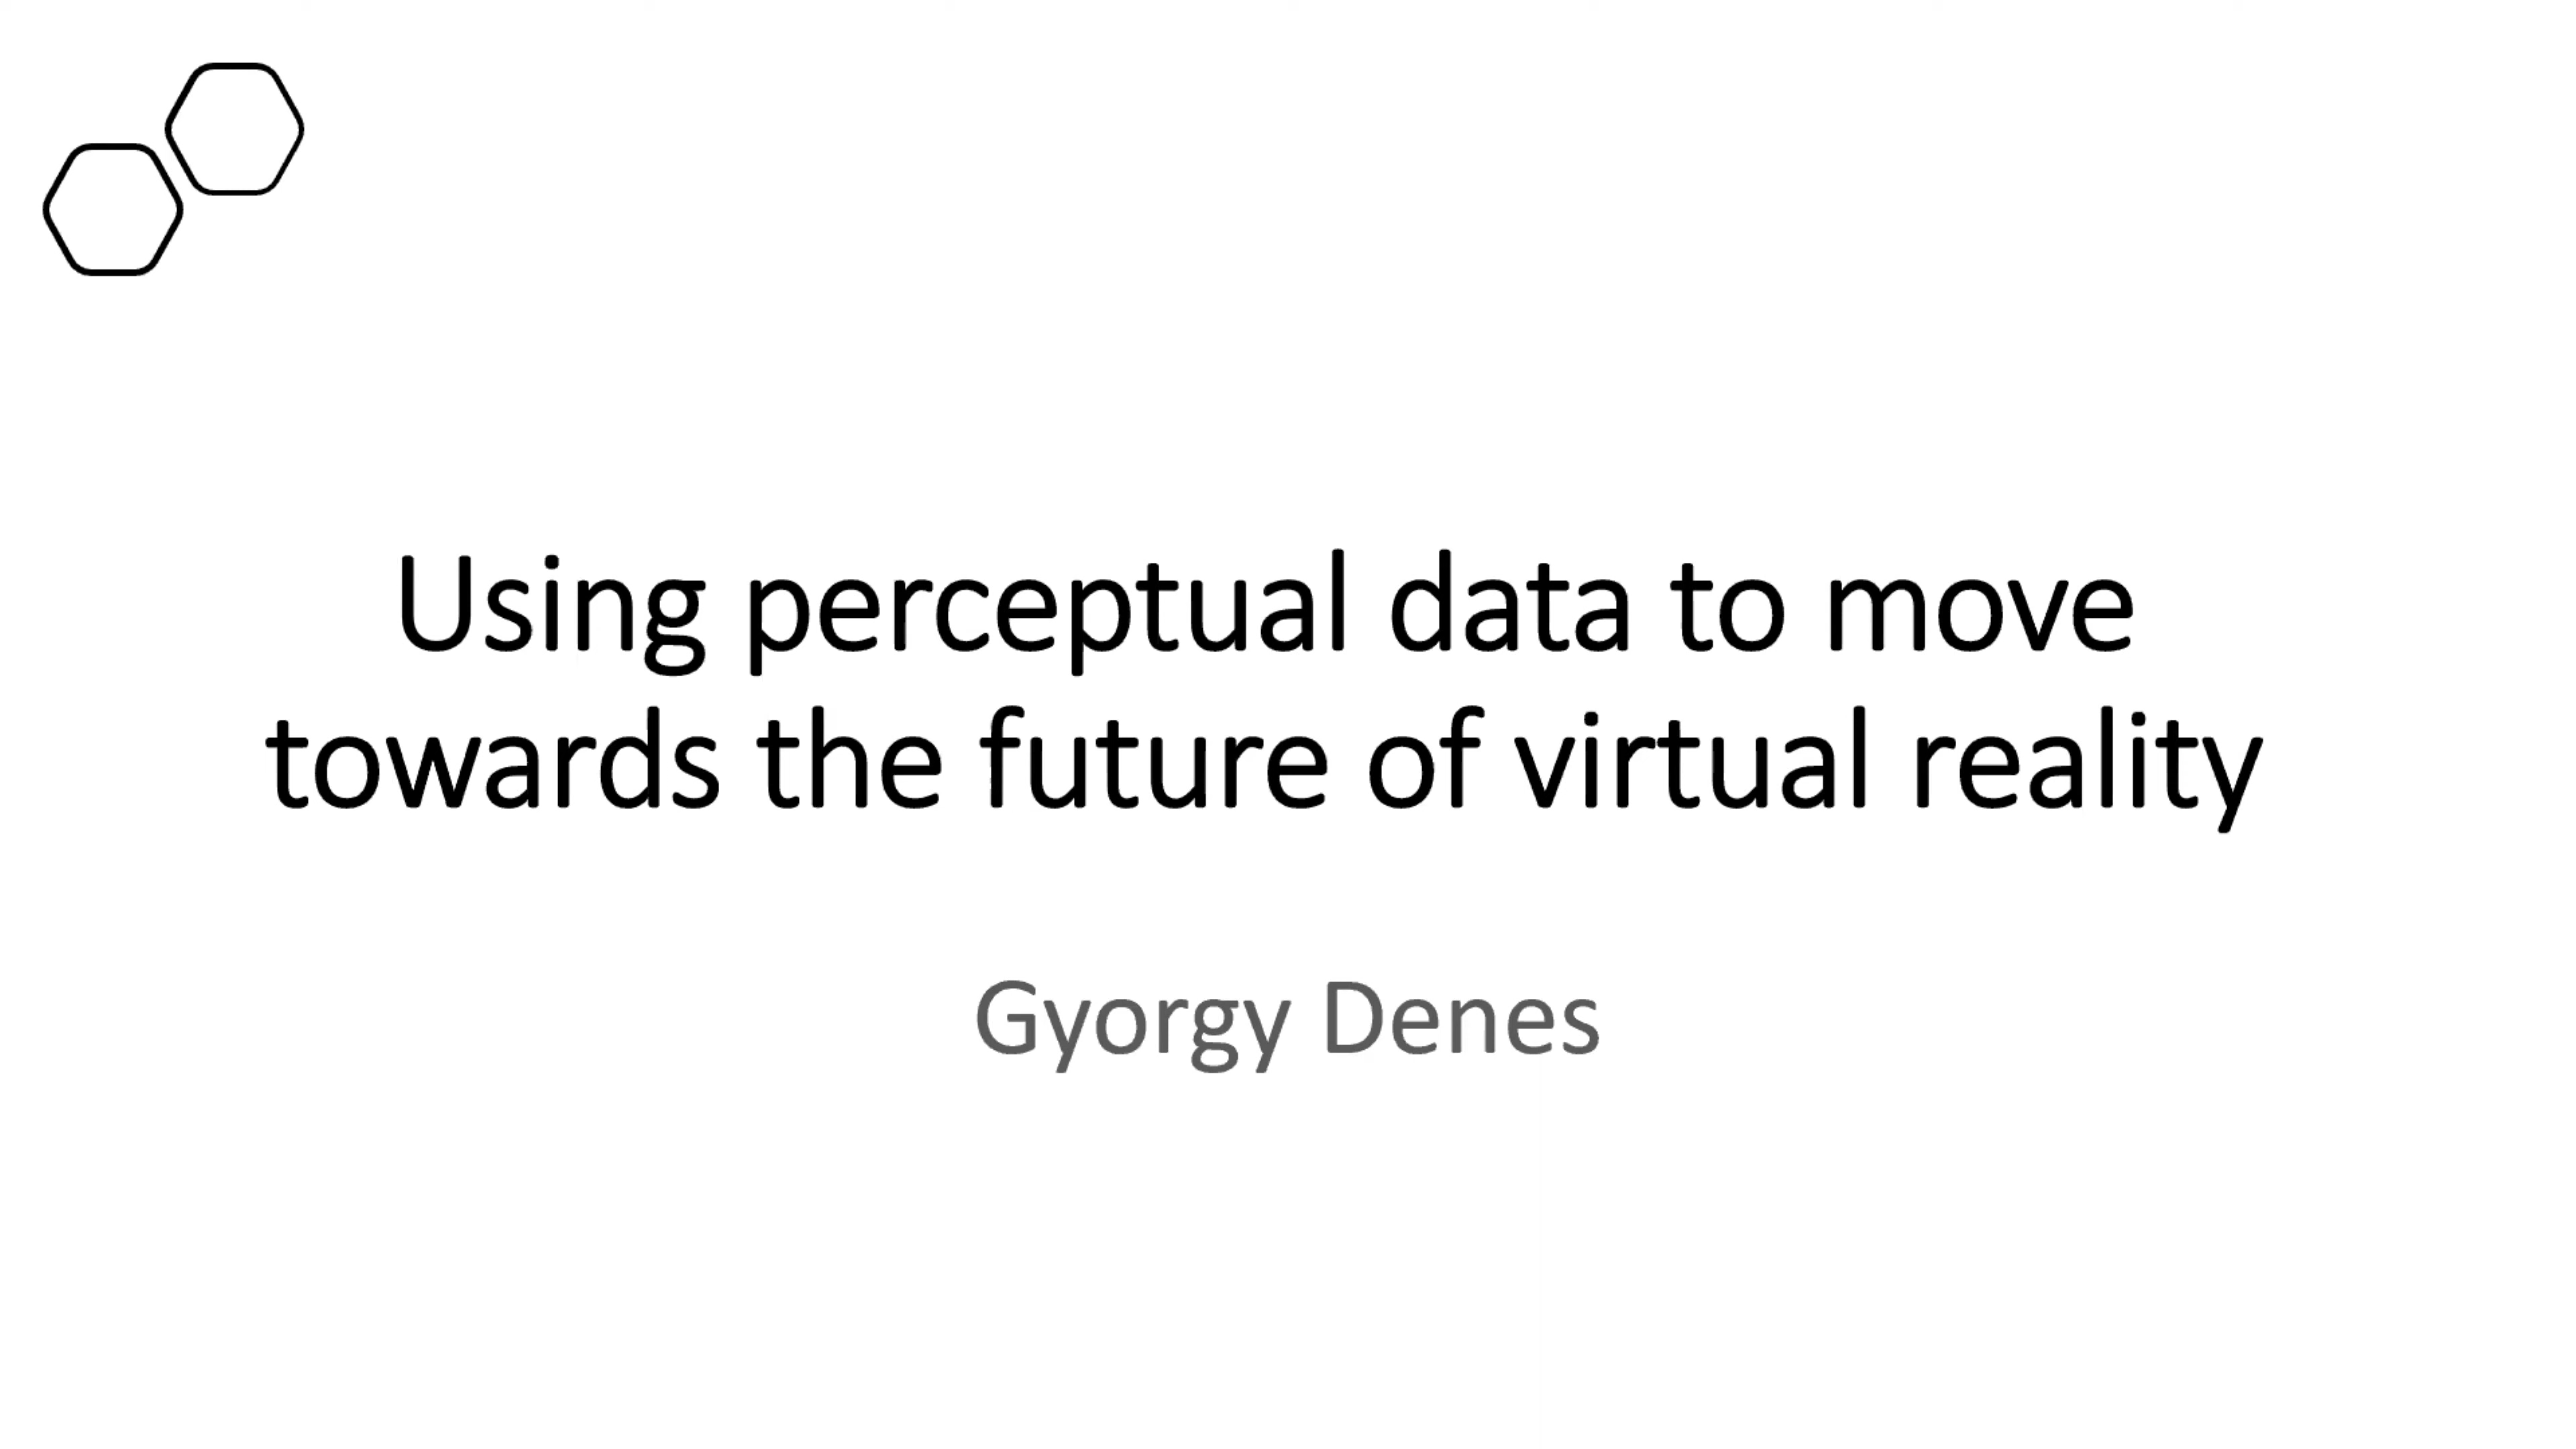 Using perceptual data to move
towards the future of virtual reality
Gyorgy Denes